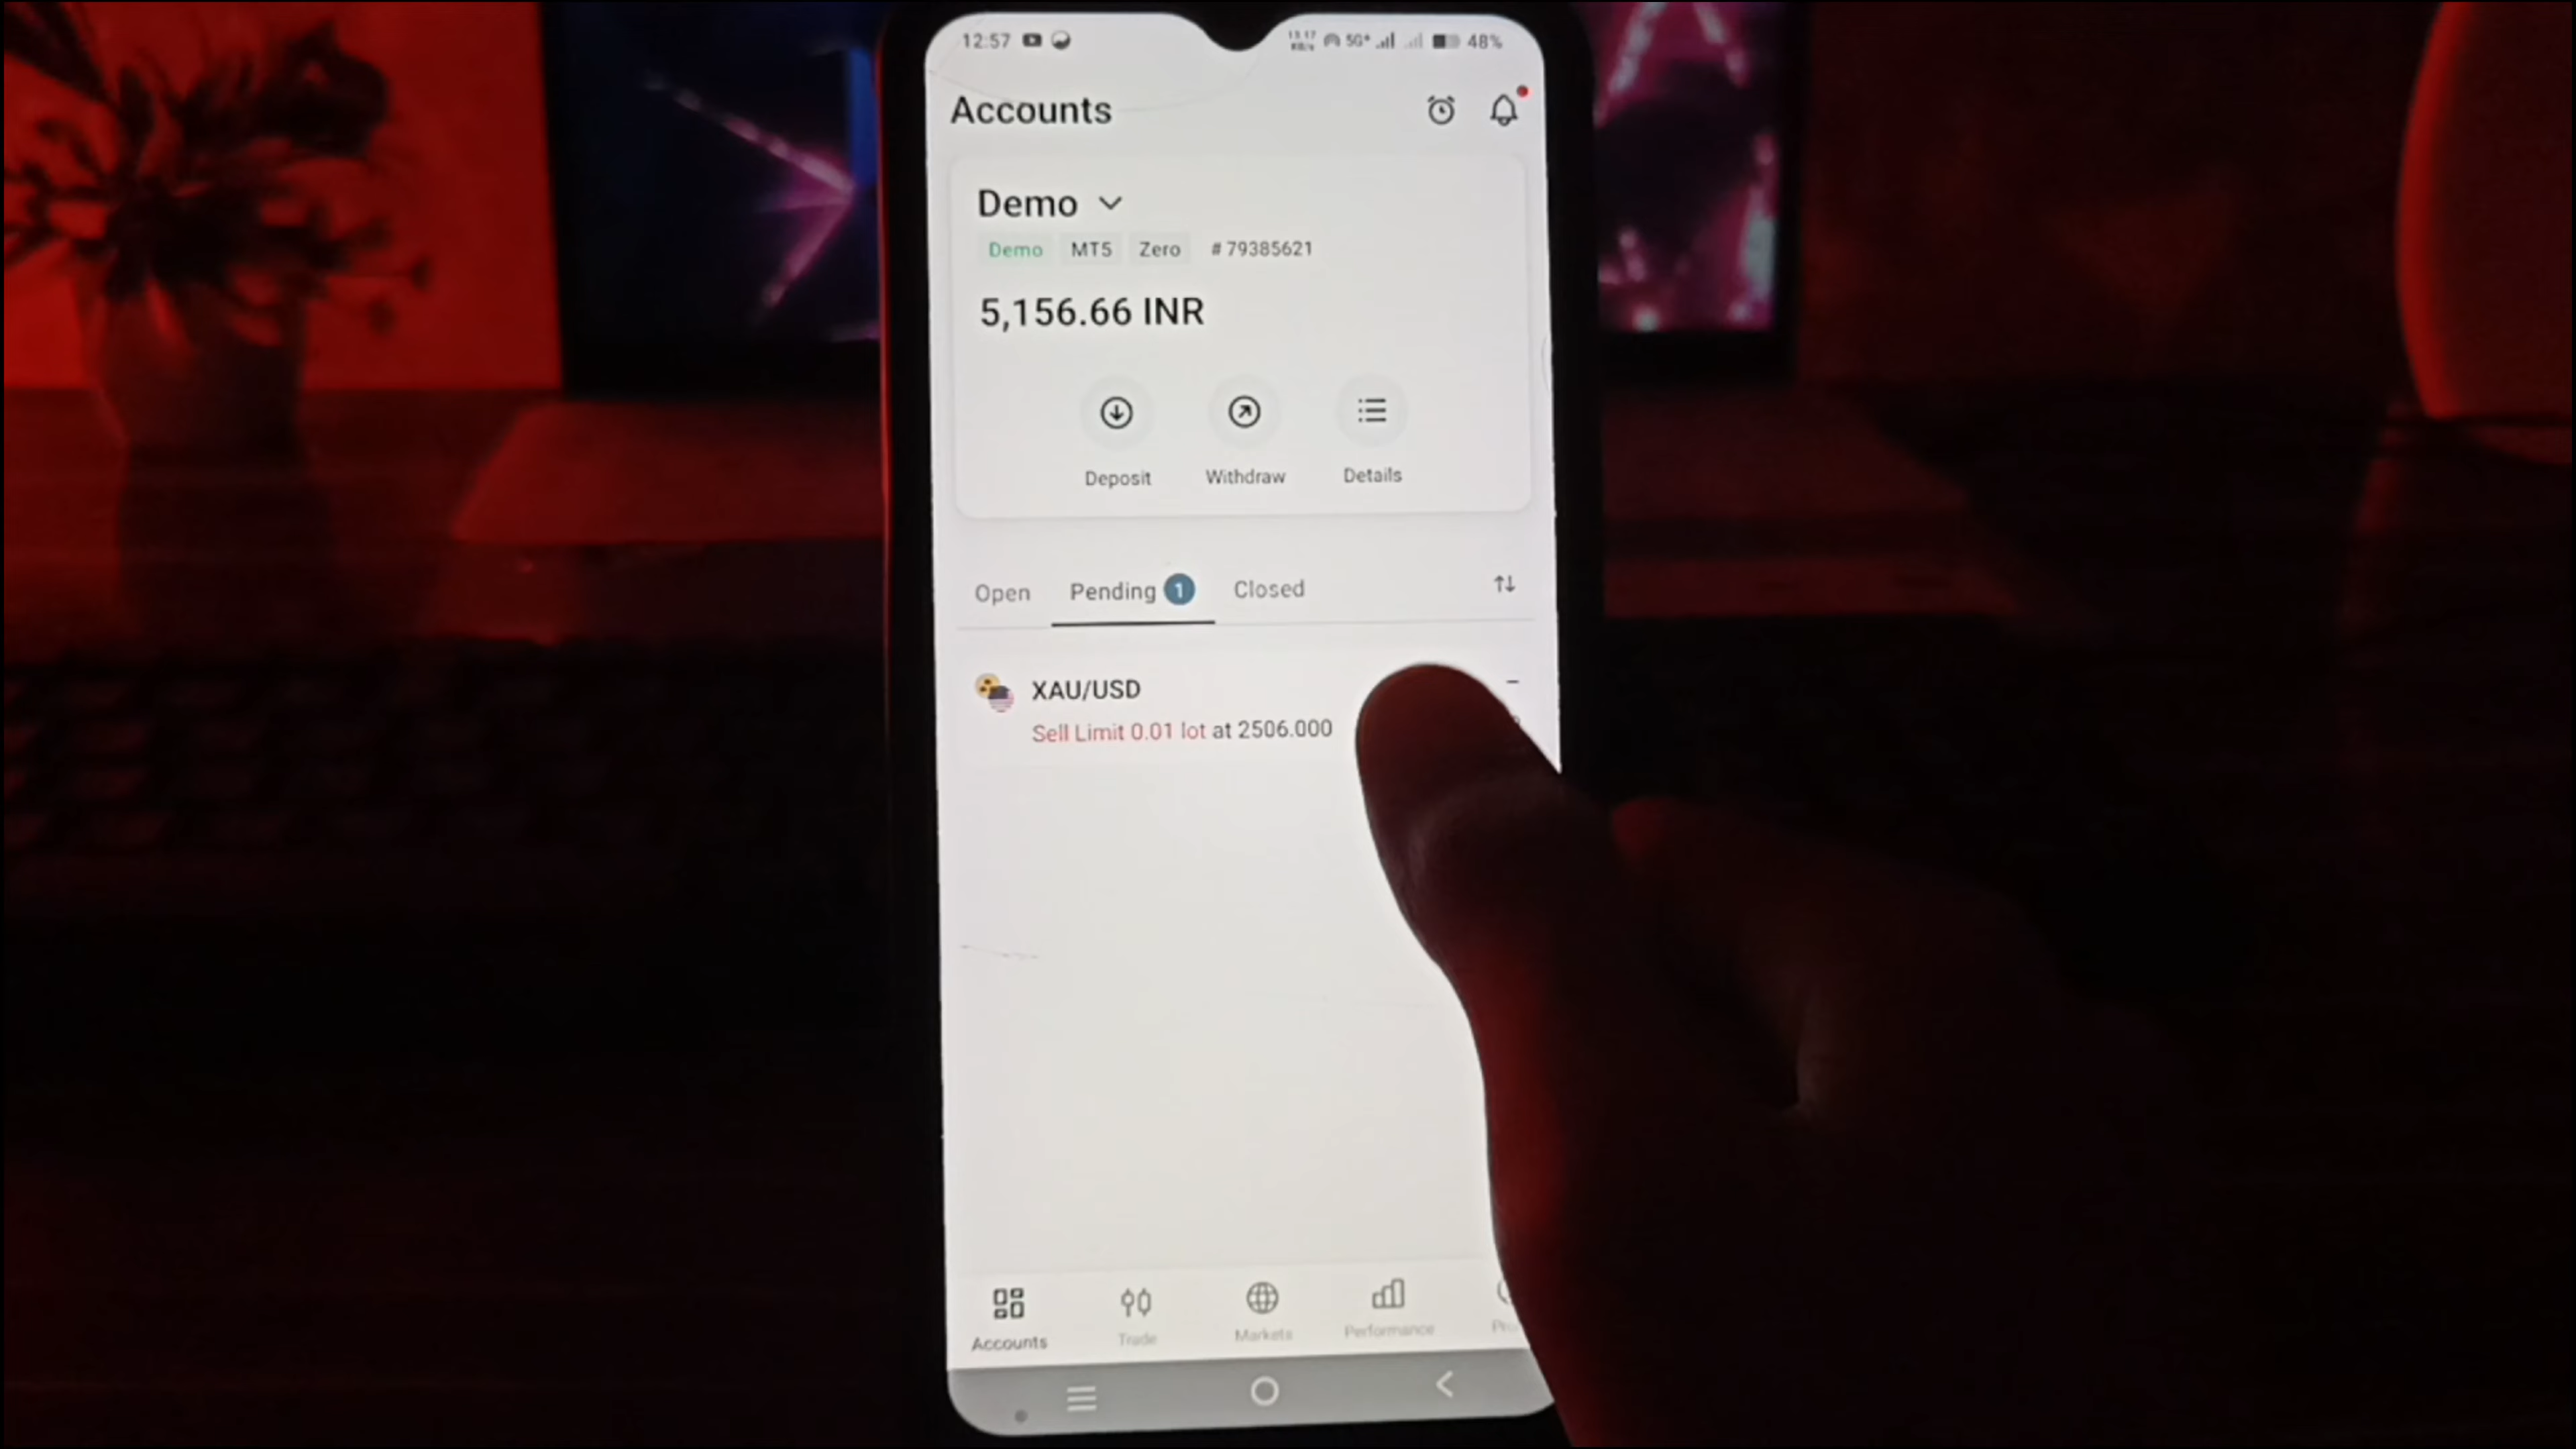 12:57 5G+ 48%
Accounts
Demo
Demo MT5 Zero # 79385621
5,156.66 INR
Deposit Withdraw Details
Open Pending 1 Closed
XAU/USD
Sell Limit 0.01 lot at 2506.000
Accounts Trade Markets Performance